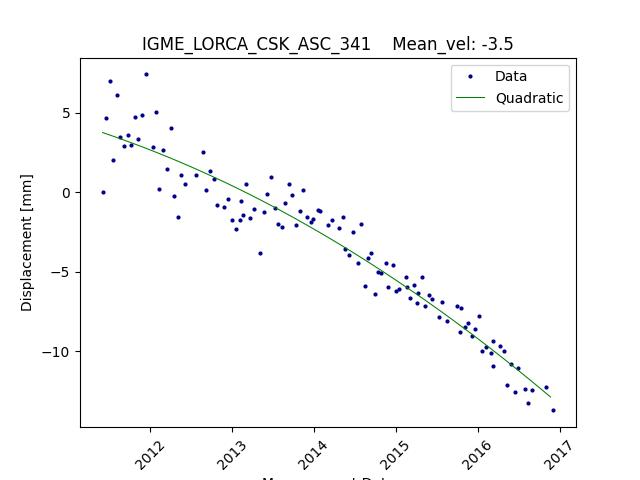 IGME_LORCA_CSK_ASC_341    Mean_vel: -3.5
Data
Quadratic
Displacement [mm]
5
0
−5
−10
2012
2013
2014
2015
2016
2017